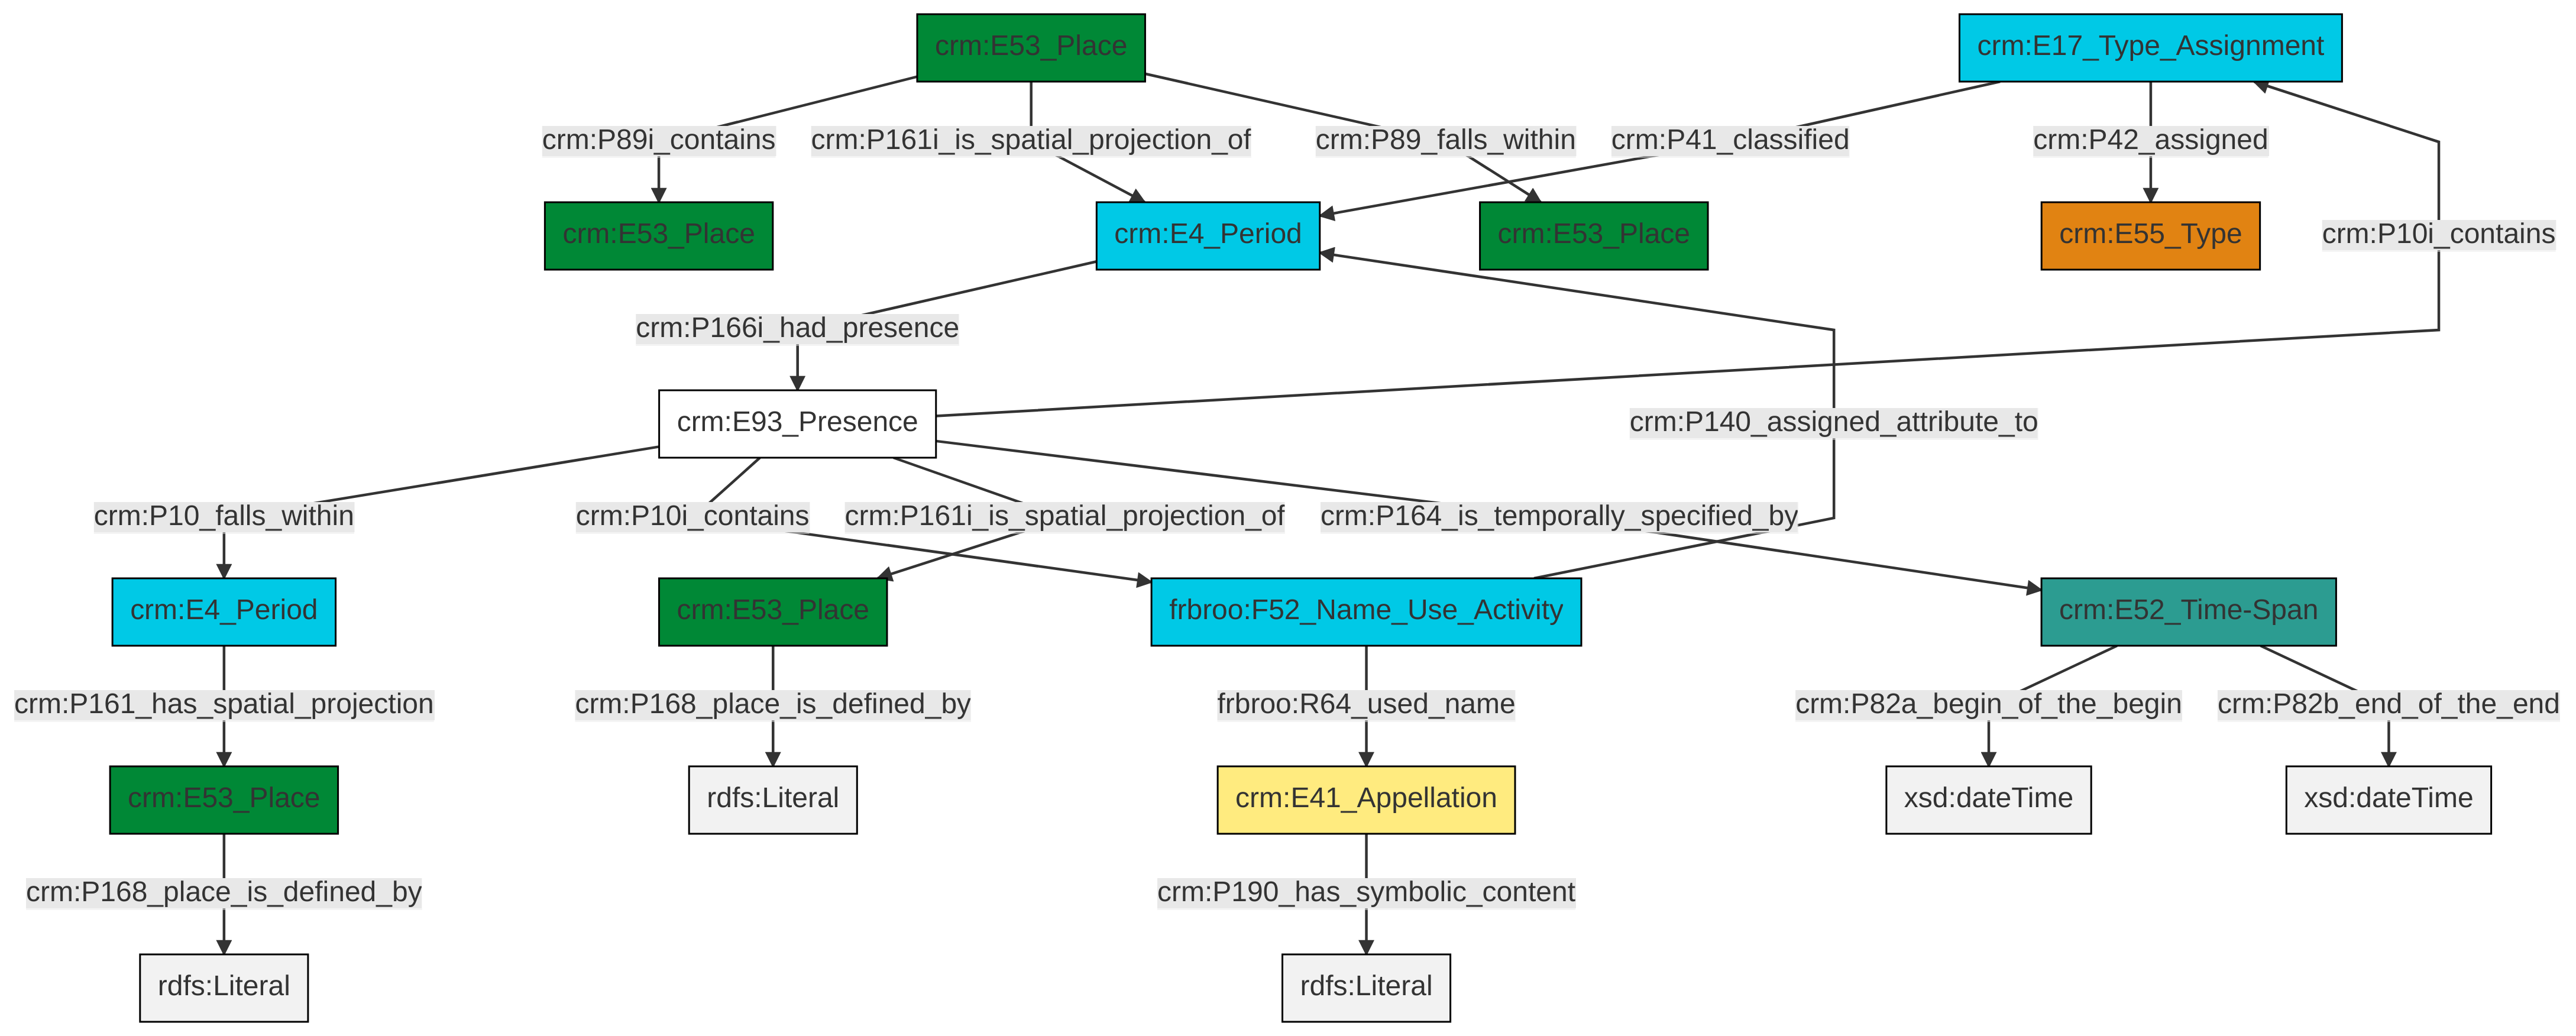 crm:E53_Place
crm:E17_Type_Assignment
crm:P89i_contains
crm:P161i_is_spatial_projection_of
crm:P89_falls_within
crm:P41_classified
crm:P42_assigned
crm:E53_Place
crm:E4_Period
crm:E53_Place
crm:E55_Type
crm:P10i_contains
crm:P166i_had_presence
crm:E93_Presence
crm:P140_assigned_attribute_to
crm:P10_falls_within
crm:P10i_contains
crm:P161i_is_spatial_projection_of
crm:P164_is_temporally_specified_by
crm:E4_Period
crm:E53_Place
frbroo:F52_Name_Use_Activity
crm:E52_Time-Span
crm:P161_has_spatial_projection
crm:P168_place_is_defined_by
frbroo:R64_used_name
crm:P82a_begin_of_the_begin
crm:P82b_end_of_the_end
crm:E53_Place
rdfs:Literal
crm:E41_Appellation
xsd:dateTime
xsd:dateTime
crm:P168_place_is_defined_by
crm:P190_has_symbolic_content
rdfs:Literal
rdfs:Literal